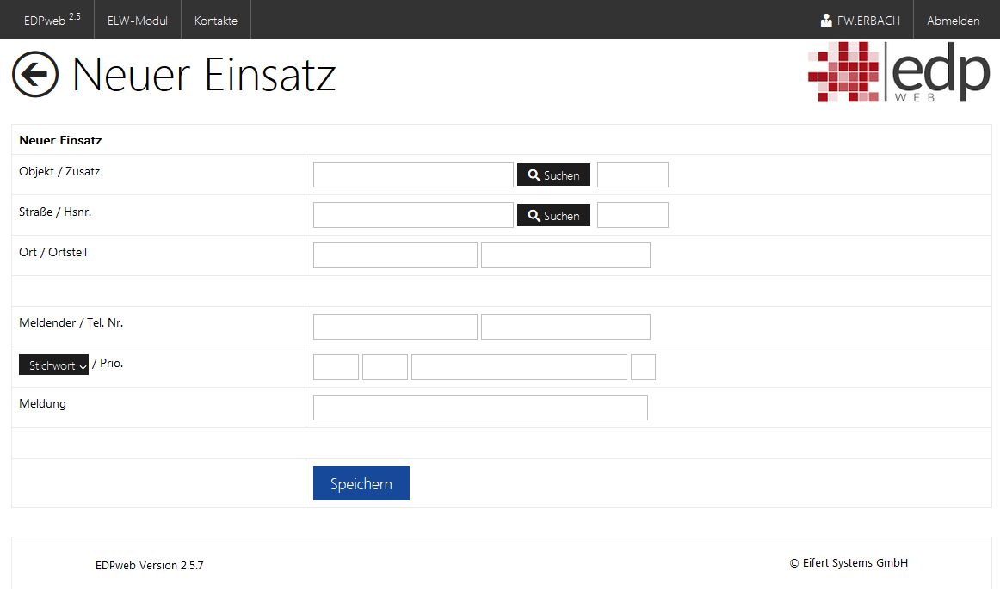 EDPweb 2.5 ELW-Modul Kontakte FW.ERBACH Abmelden
Neuer Einsatz
edp
WEB
Neuer Einsatz
Objekt / Zusatz Suchen
Straße / Hsnr. Suchen
Ort / Ortsteil
Meldender / Tel. Nr.
Stichwort / Prio.
Meldung
Speichern
EDPweb Version 2.5.7 © Eifert Systems GmbH